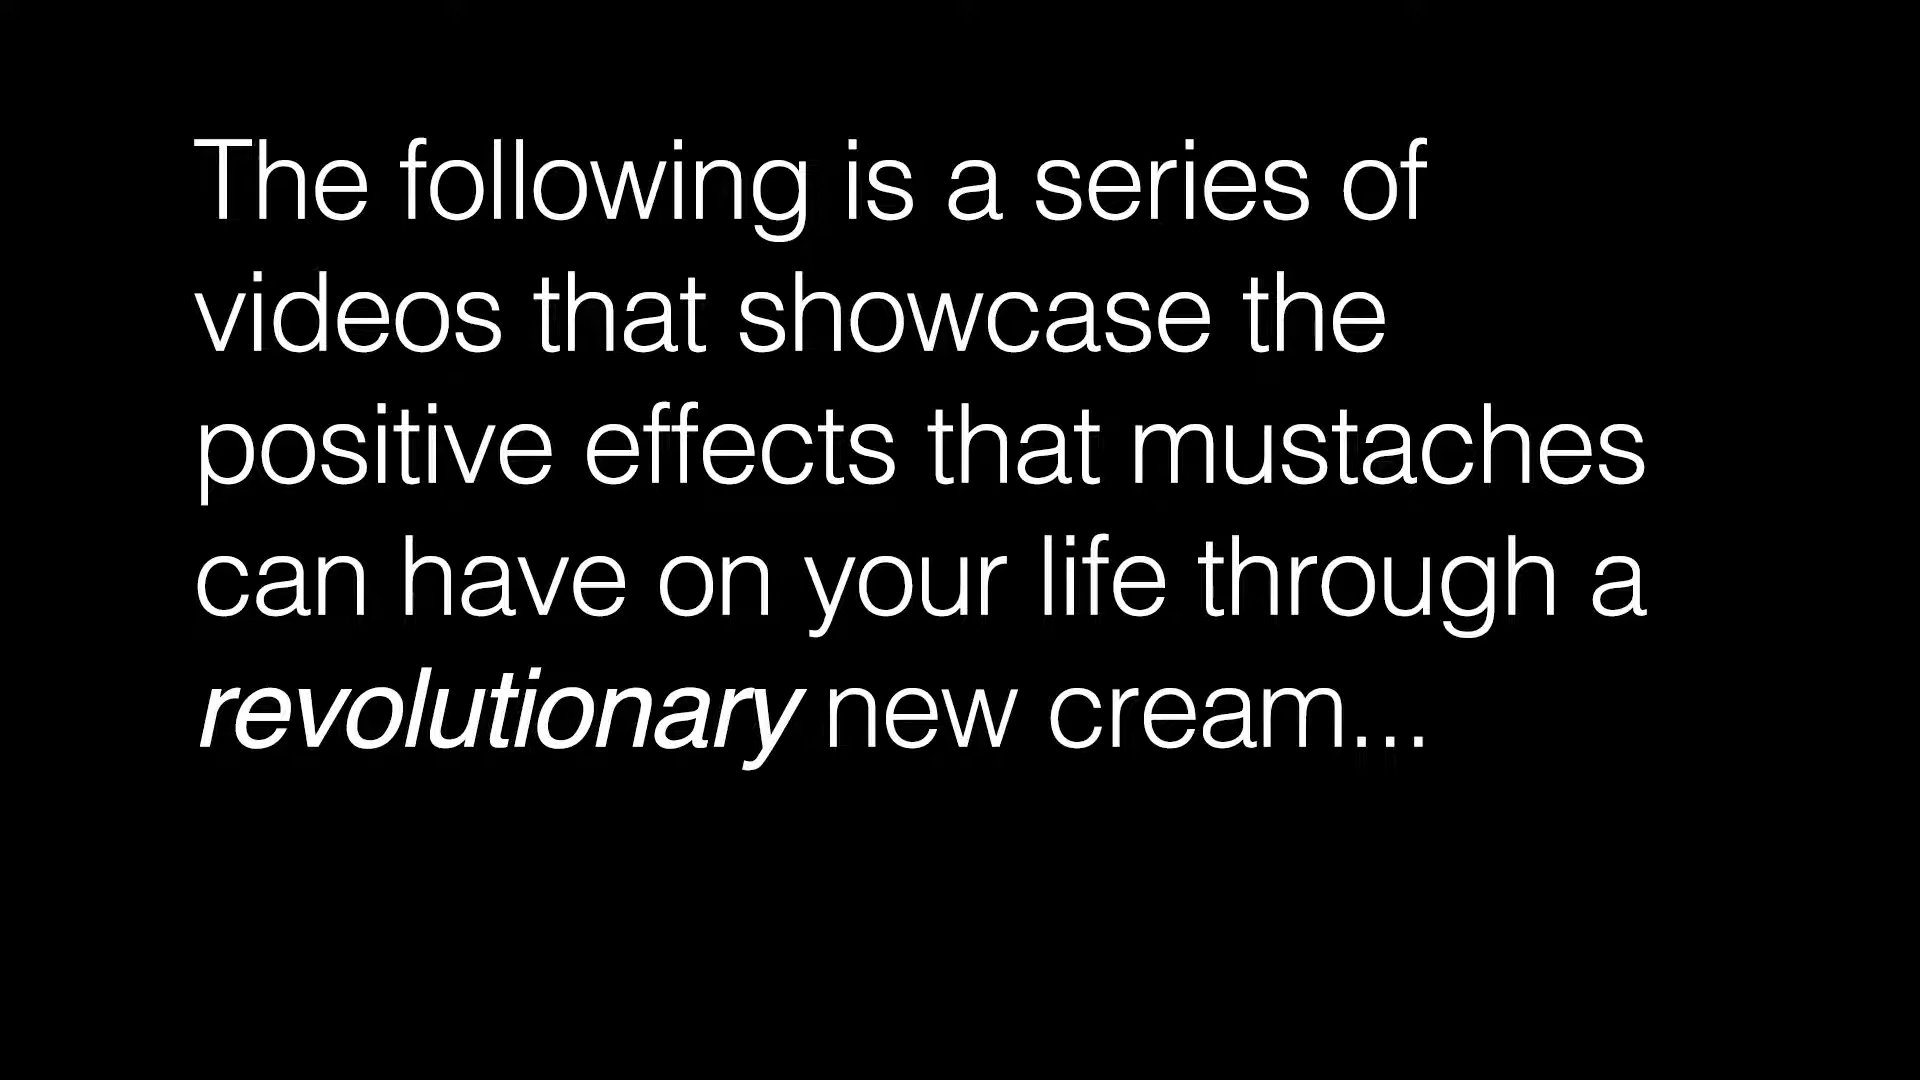 The following is a series of
videos that showcase the
positive effects that mustaches
can have on your life through a
revolutionary new cream...